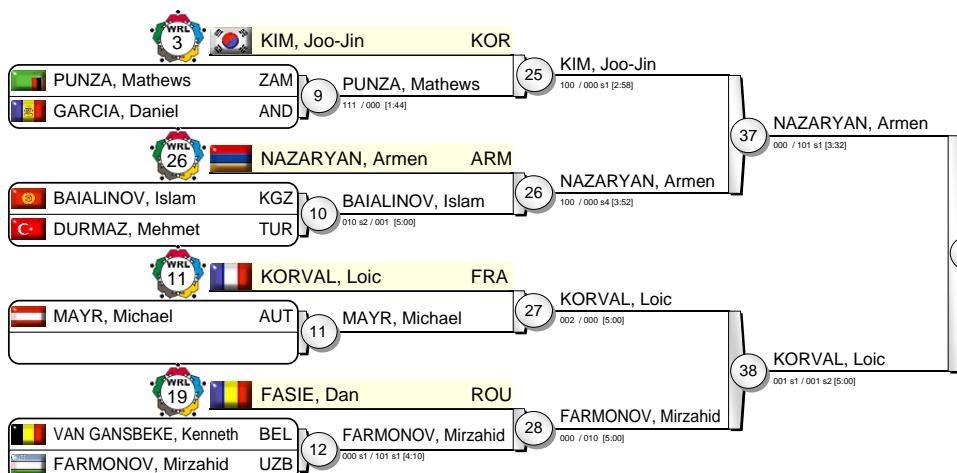 WRL
3
KIM, Joo-Jin KOR
PUNZA, Mathews ZAM
GARCIA, Daniel AND
9
PUNZA, Mathews
111 / 000 [1:44]
25
KIM, Joo-Jin
100 / 000 s1 [2:58]
WRL
26
NAZARYAN, Armen ARM
BAIALINOV, Islam KGZ
DURMAZ, Mehmet TUR
10
BAIALINOV, Islam
010 s2 / 001 [5:00]
26
NAZARYAN, Armen
100 / 000 s4 [3:52]
37
NAZARYAN, Armen
000 / 101 s1 [3:32]
WRL
11
KORVAL, Loic FRA
MAYR, Michael AUT
11
MAYR, Michael
27
KORVAL, Loic
002 / 000 [5:00]
WRL
19
FASIE, Dan ROU
VAN GANSBEKE, Kenneth BEL
FARMONOV, Mirzahid UZB
12
FARMONOV, Mirzahid
000 s1 / 101 s1 [4:10]
28
FARMONOV, Mirzahid
000 / 010 [5:00]
38
KORVAL, Loic
001 s1 / 001 s2 [5:00]